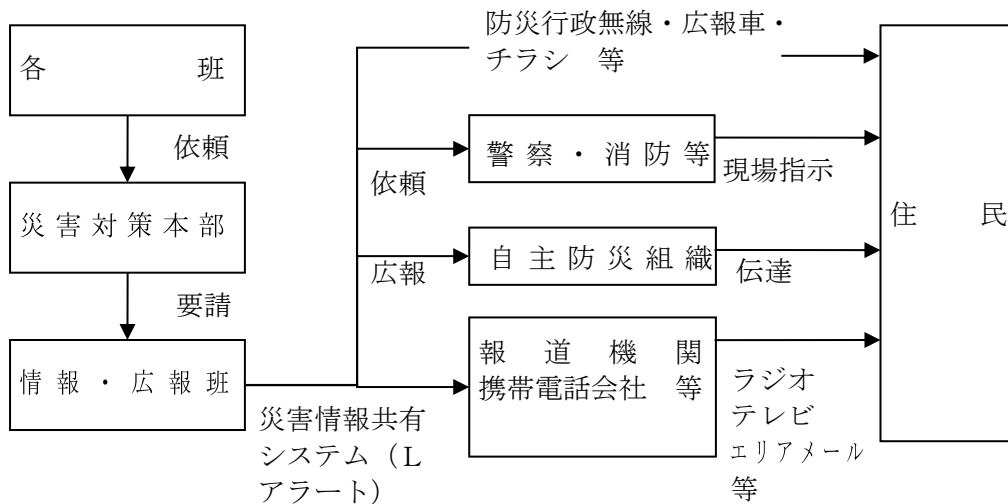 各　　　班
依頼
災害対策本部
要請
情報・広報班
災害情報共有
システム（L
アラート）
防災行政無線・広報車・
チラシ　等
依頼
警察・消防等
現場指示
広報
自主防災組織
伝達
報道機関
携帯電話会社　等
ラジオ
テレビ
エリアメール
等
住　　民